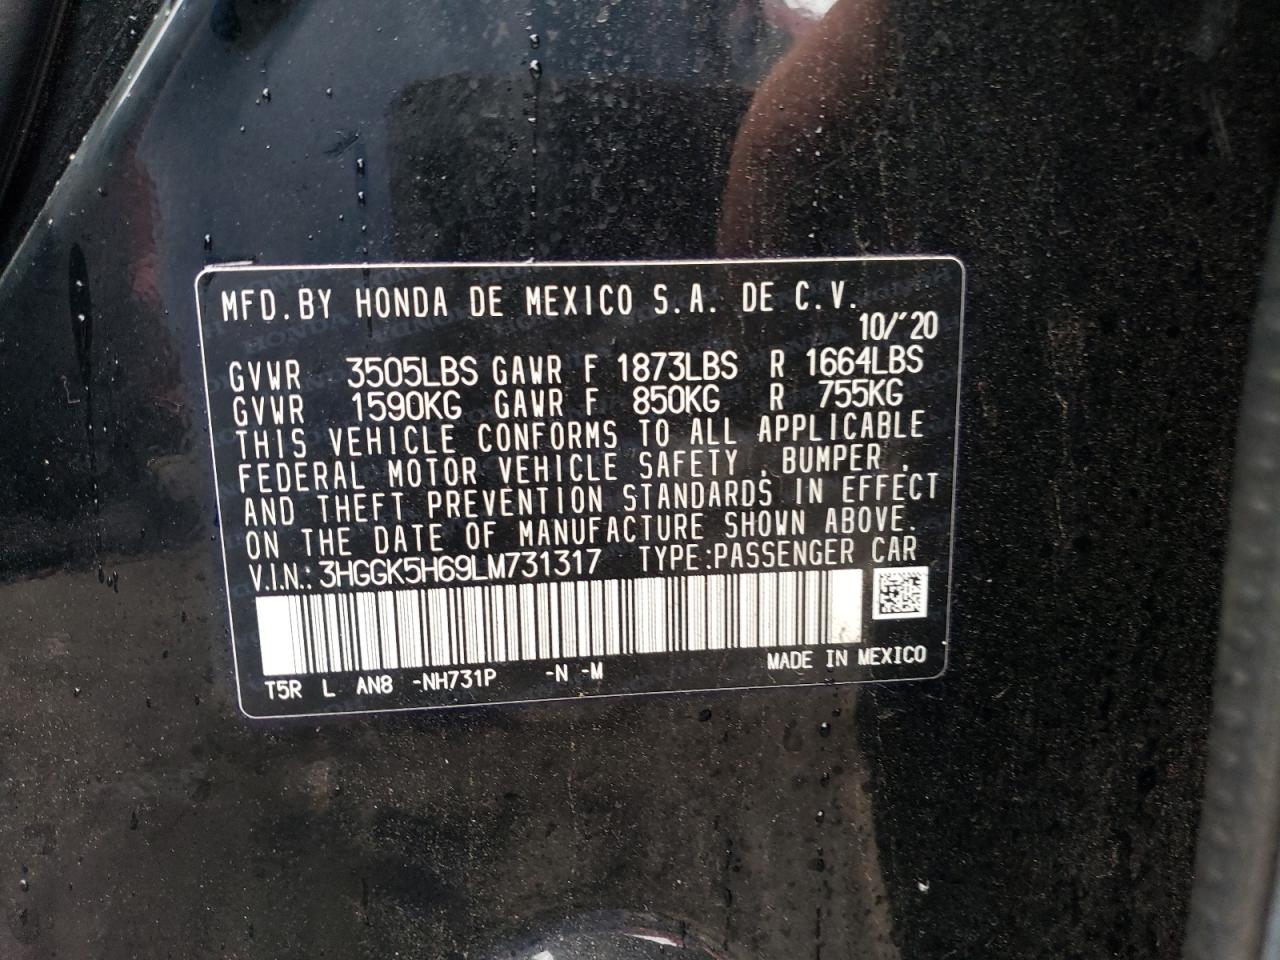 MFD. BY HONDA DE MEXICO S.A. DE C.V.
10/'20
GVWR 3505LBS GAWR F 1873LBS R 1664LBS
GVWR 1590KG GAWR F 850KG R 755KG
THIS VEHICLE CONFORMS TO ALL APPLICABLE
FEDERAL MOTOR VEHICLE SAFETY , BUMPER ,
AND THEFT PREVENTION STANDARDS IN EFFECT
ON THE DATE OF MANUFACTURE SHOWN ABOVE.
V.I.N.: 3HGGK5H69LM731317 TYPE:PASSENGER CAR
T5R L AN8 -NH731P -N -M MADE IN MEXICO